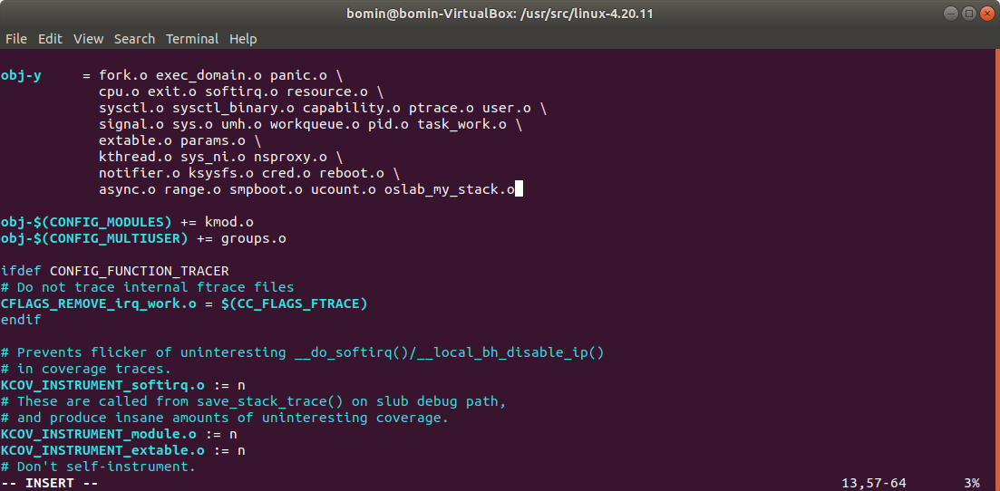 bomin@bomin-VirtualBox: /usr/src/linux-4.20.11
File Edit View Search Terminal Help
obj-y     = fork.o exec_domain.o panic.o \
            cpu.o exit.o softirq.o resource.o \
            sysctl.o sysctl_binary.o capability.o ptrace.o user.o \
            signal.o sys.o umh.o workqueue.o pid.o task_work.o \
            extable.o params.o \
            kthread.o sys_ni.o nsproxy.o \
            notifier.o ksysfs.o cred.o reboot.o \
            async.o range.o smpboot.o ucount.o oslab_my_stack.o
obj-$(CONFIG_MODULES) += kmod.o
obj-$(CONFIG_MULTIUSER) += groups.o
ifdef CONFIG_FUNCTION_TRACER
# Do not trace internal ftrace files
CFLAGS_REMOVE_irq_work.o = $(CC_FLAGS_FTRACE)
endif
# Prevents flicker of uninteresting __do_softirq()/__local_bh_disable_ip()
# in coverage traces.
KCOV_INSTRUMENT_softirq.o := n
# These are called from save_stack_trace() on slub debug path,
# and produce insane amounts of uninteresting coverage.
KCOV_INSTRUMENT_module.o := n
KCOV_INSTRUMENT_extable.o := n
# Don't self-instrument.
-- INSERT -- 13,57-64 3%